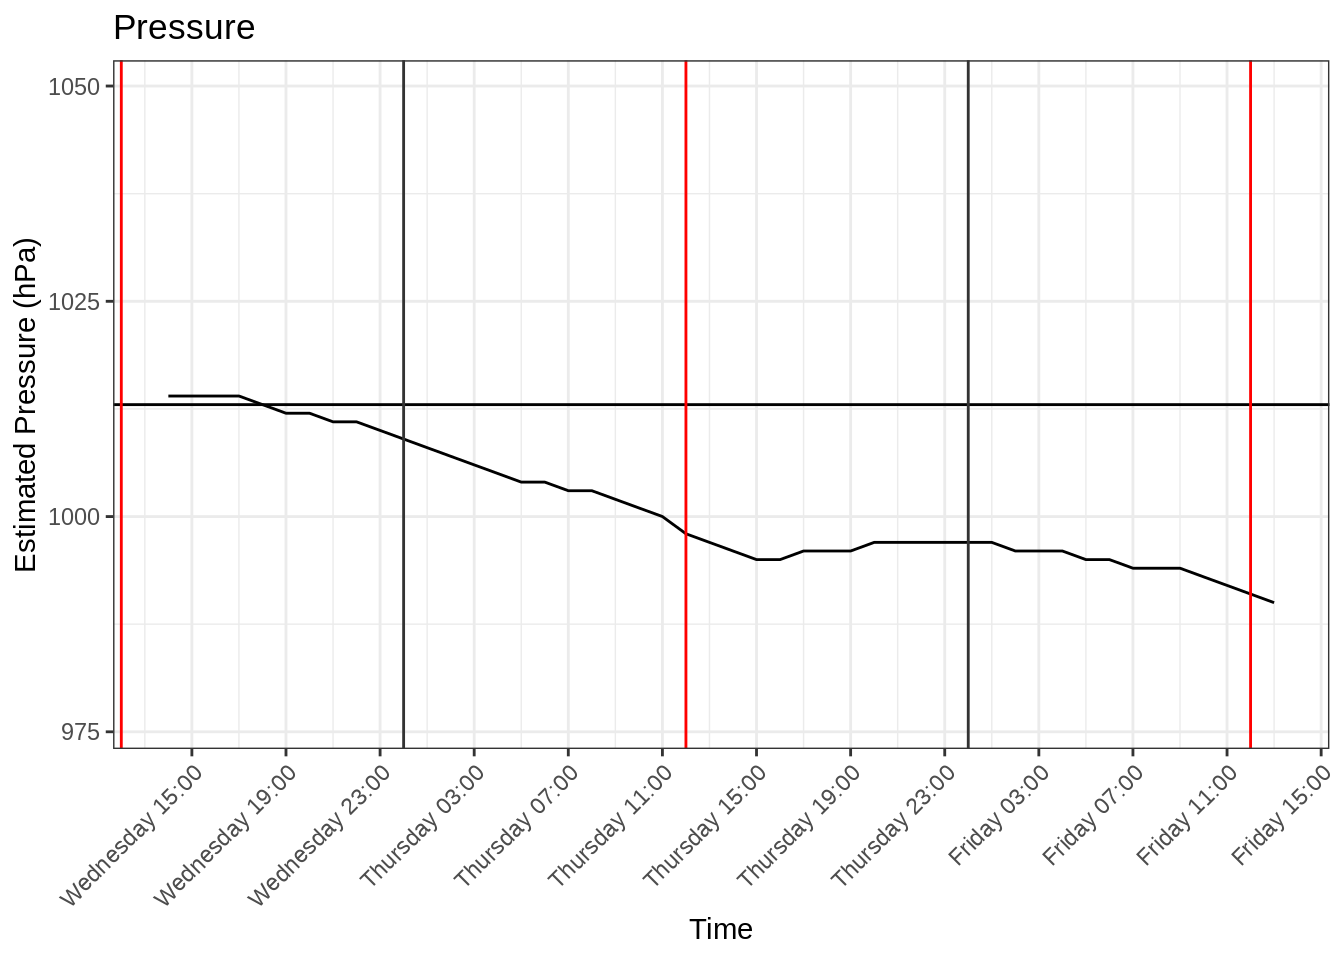 Pressure
Estimated Pressure (hPa)
1050
1025
1000
975
Wednesday 15:00
Wednesday 19:00
Wednesday 23:00
Thursday 03:00
Thursday 07:00
Thursday 11:00
Thursday 15:00
Thursday 19:00
Thursday 23:00
Friday 03:00
Friday 07:00
Friday 11:00
Friday 15:00
Time